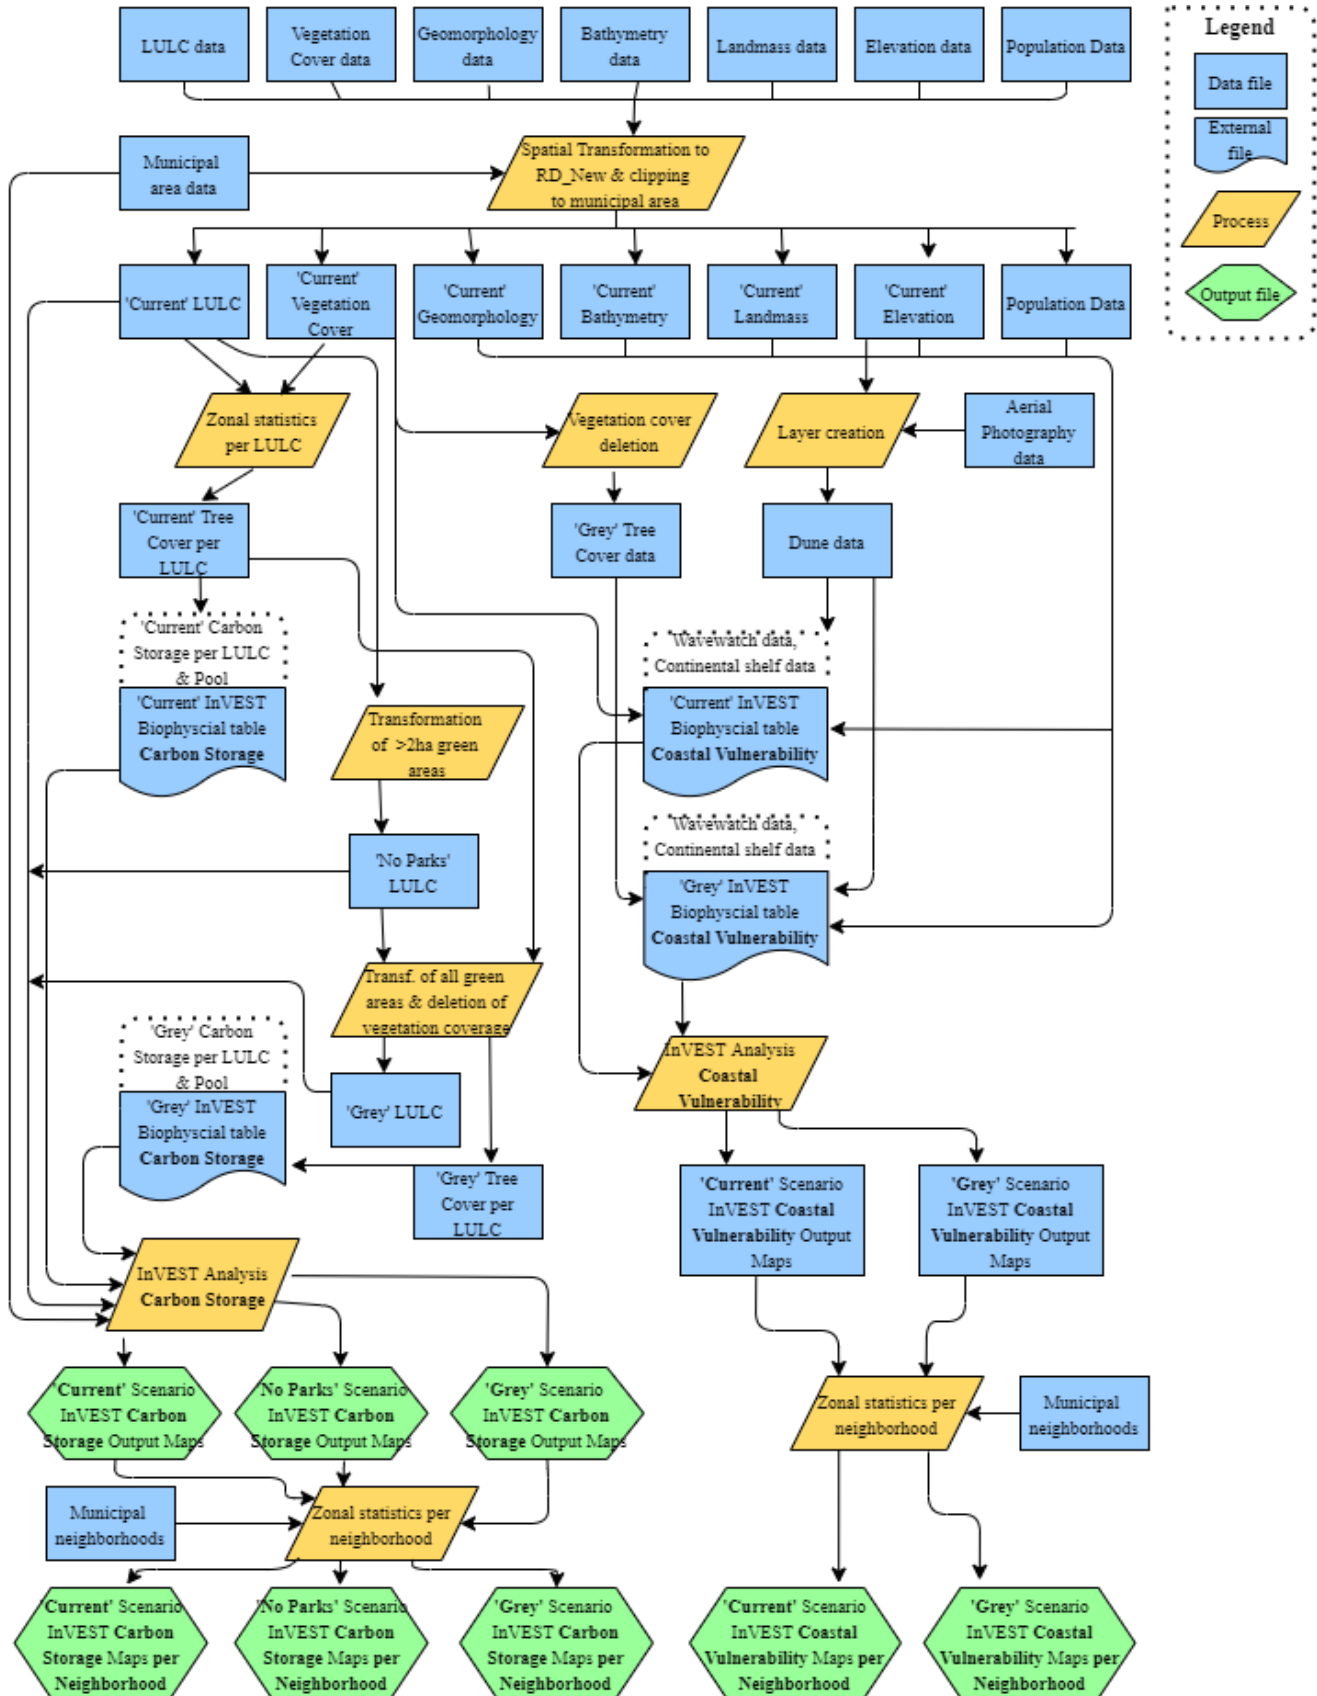 LULC data
Vegetation
Cover data
Geomorphology
data
Bathymetry
data
Landmass data
Elevation data
Population Data
Legend
Data file
External
file
Process
Output file
Municipal
area data
Spatial Transformation to
RD_New & clipping
to municipal area
'Current' LULC
'Current'
Vegetation
Cover
'Current'
Geomorphology
'Current'
Bathymetry
'Current'
Landmass
'Current'
Elevation
Population Data
Zonal statistics
per LULC
Vegetation cover
deletion
Layer creation
Aerial
Photography
data
'Current' Tree
Cover per
LULC
'Grey' Tree
Cover data
Dune data
'Current' Carbon
Storage per LULC
& Pool
'Current' InVEST
Biophyscial table
Carbon Storage
Wavewatch data,
Continental shelf data
'Current' InVEST
Biophyscial table
Coastal Vulnerability
Transformation
of >2ha green
areas
Wavewatch data,
Continental shelf data
'Grey' InVEST
Biophyscial table
Coastal Vulnerability
'No Parks'
LULC
Transf. of all green
areas & deletion of
vegetation coverage
'Grey' Carbon
Storage per LULC
& Pool
'Grey' InVEST
Biophyscial table
Carbon Storage
'Grey' LULC
InVEST Analysis
Coastal
Vulnerability
'Grey' Tree
Cover per
LULC
'Current' Scenario
InVEST Coastal
Vulnerability Output
Maps
'Grey' Scenario
InVEST Coastal
Vulnerability Output
Maps
InVEST Analysis
Carbon Storage
'Current' Scenario
InVEST Carbon
Storage Output Maps
'No Parks' Scenario
InVEST Carbon
Storage Output Maps
'Grey' Scenario
InVEST Carbon
Storage Output Maps
Zonal statistics per
neighborhood
Municipal
neighborhoods
Municipal
neighborhoods
Zonal statistics per
neighborhood
'Current' Scenario
InVEST Carbon
Storage Maps per
Neighborhood
'No Parks' Scenario
InVEST Carbon
Storage Maps per
Neighborhood
'Grey' Scenario
InVEST Carbon
Storage Maps per
Neighborhood
'Current' Scenario
InVEST Coastal
Vulnerability Maps per
Neighborhood
'Grey' Scenario
InVEST Coastal
Vulnerability Maps per
Neighborhood